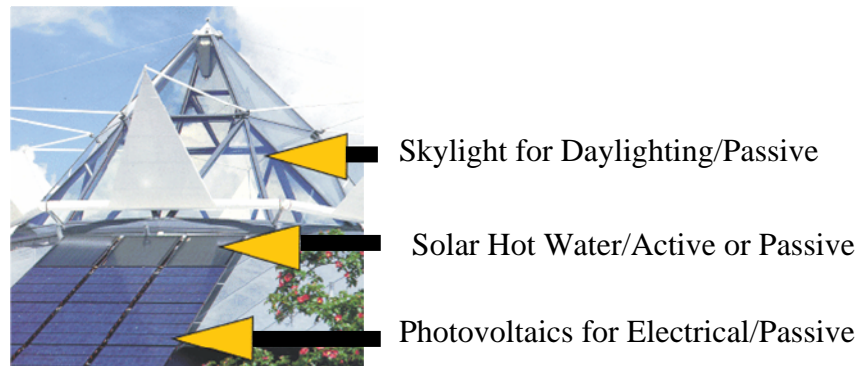 Skylight for Daylighting/Passive
Solar Hot Water/Active or Passive
Photovoltaics for Electrical/Passive